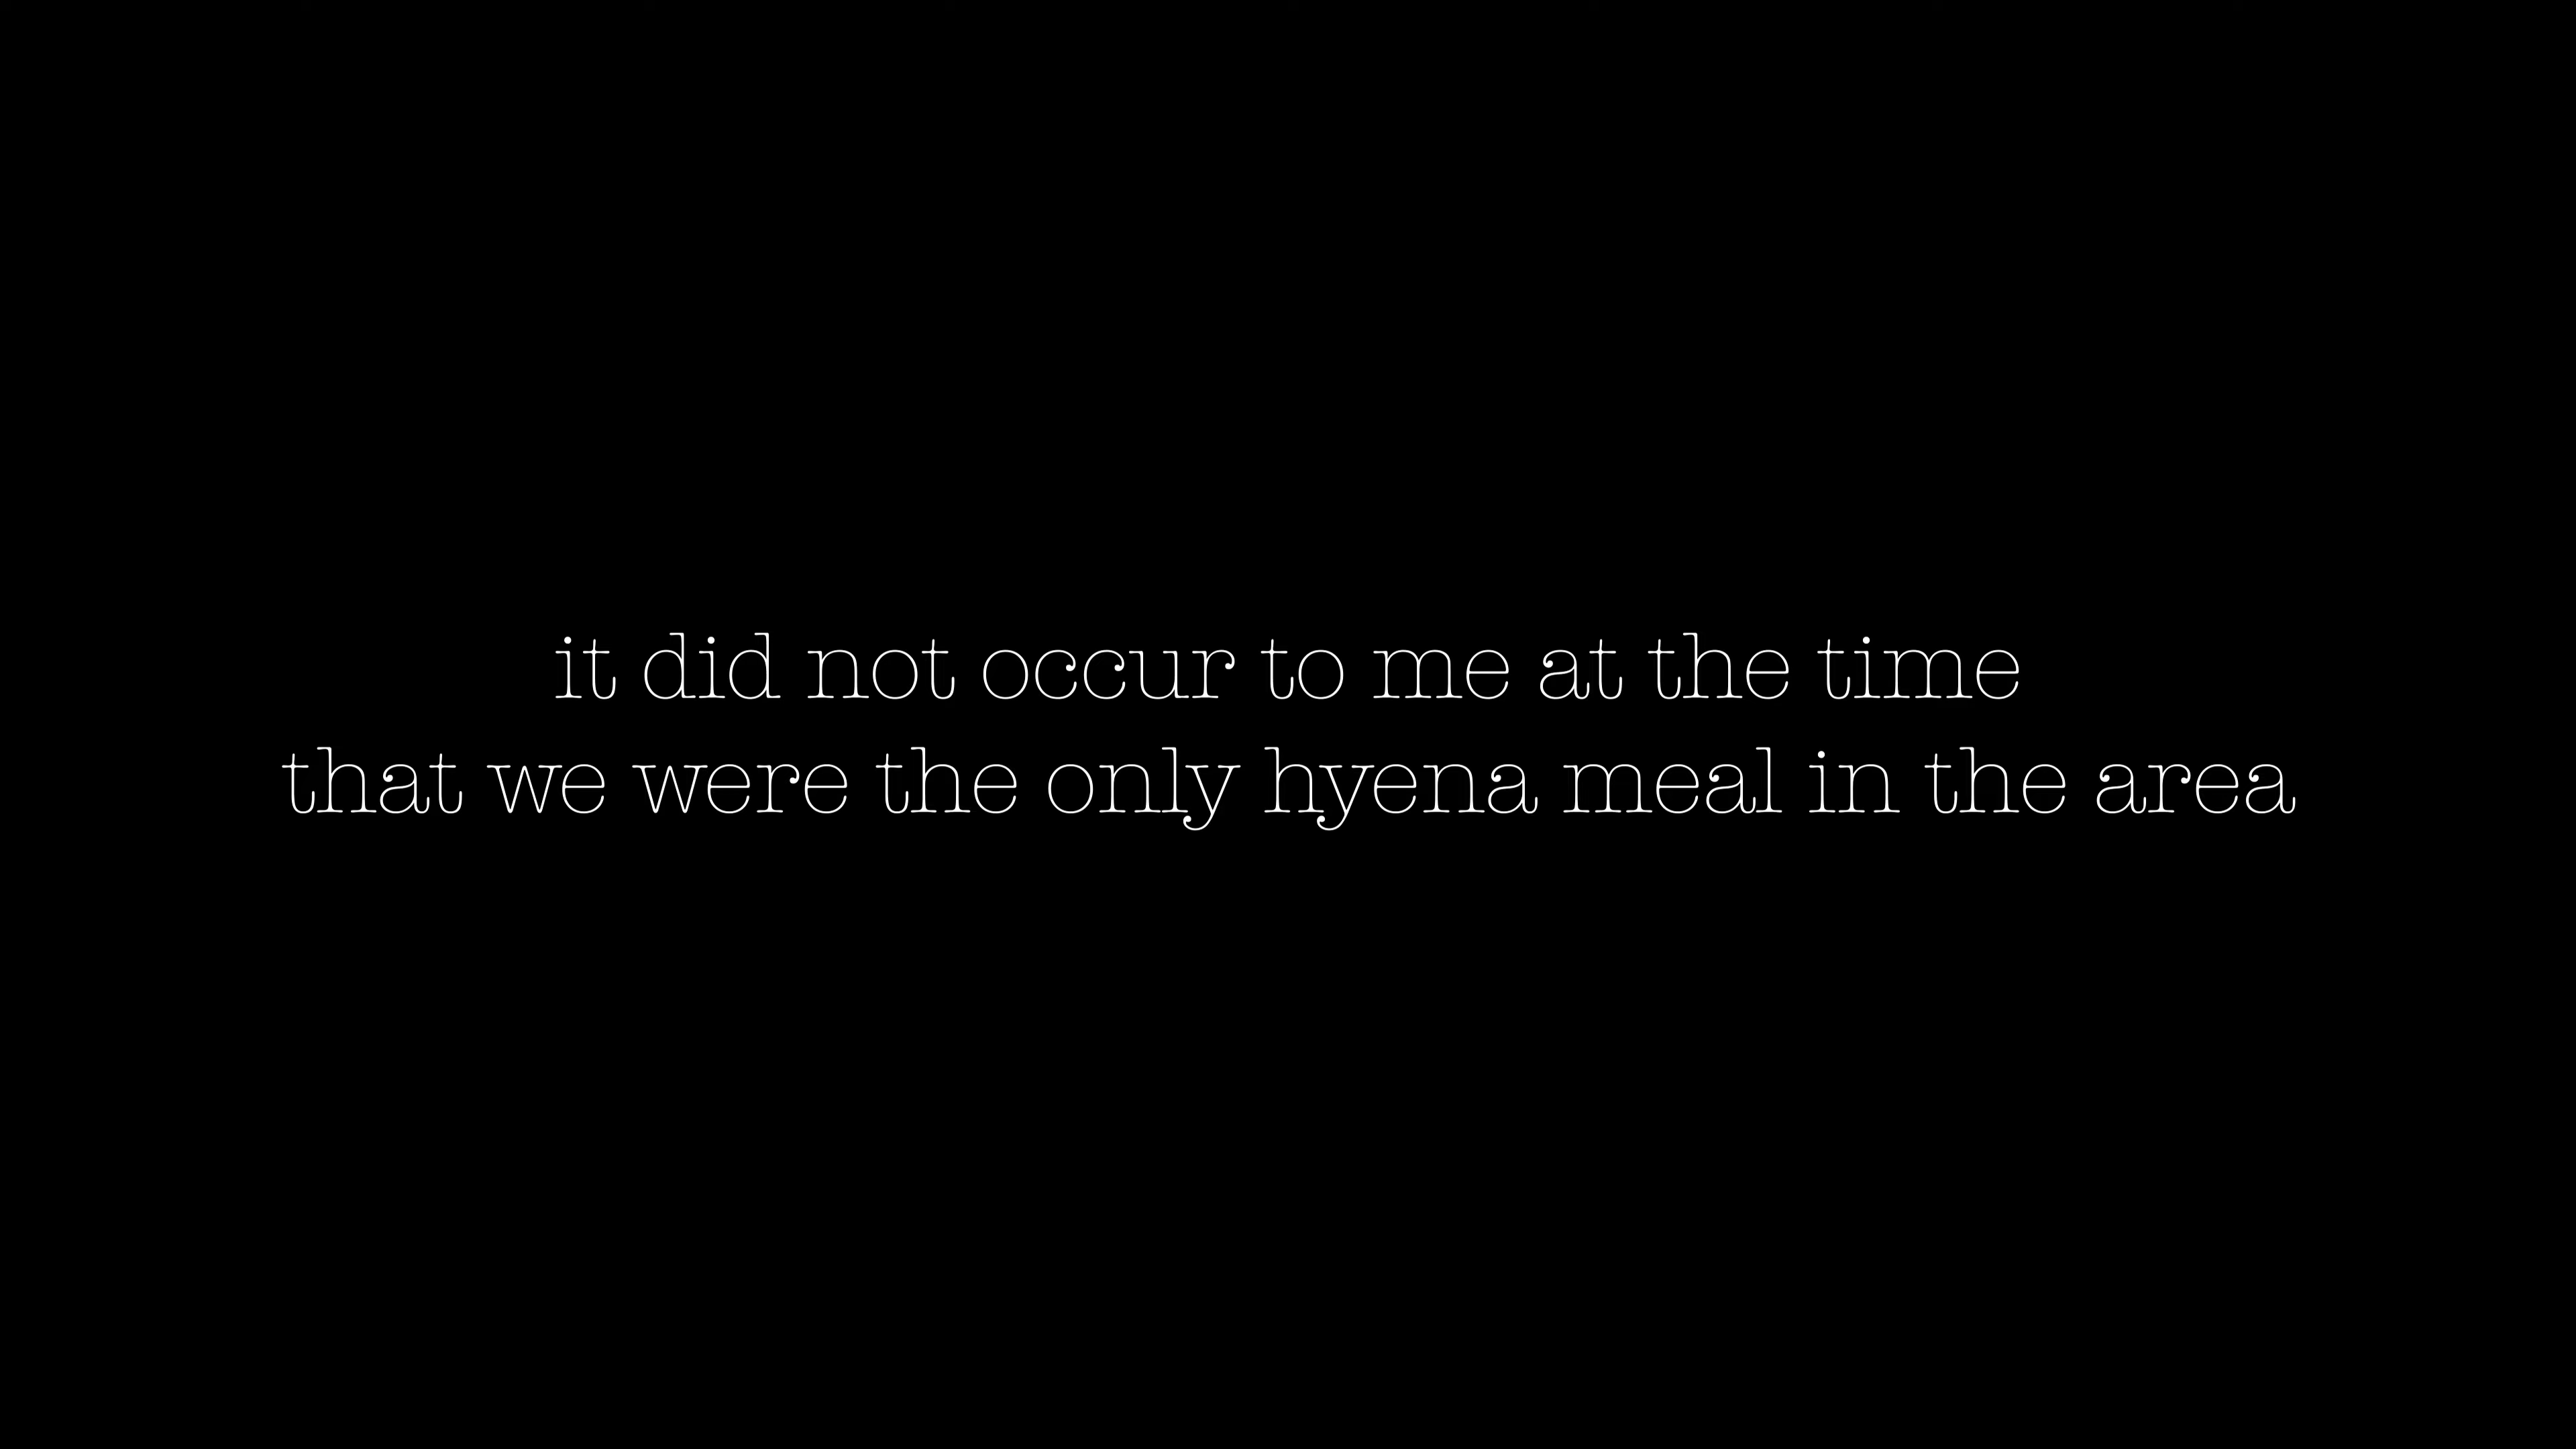 it did not occur to me at the time
that we were the only hyena meal in the area